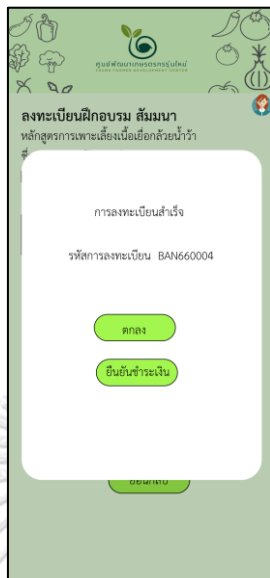 ศูนย์พัฒนาเกษตรกรรุ่นใหม่
YOUNG FARMER DEVELOPMENT CENTER
ลงทะเบียนฝึกอบรม สัมมนา
หลักสูตรการเพาะเลี้ยงเนื้อเยื่อกล้วยน้ำว้า
การลงทะเบียนสำเร็จ
รหัสการลงทะเบียน BAN660004
ตกลง
ยืนยันชำระเงิน
ย้อนกลับ